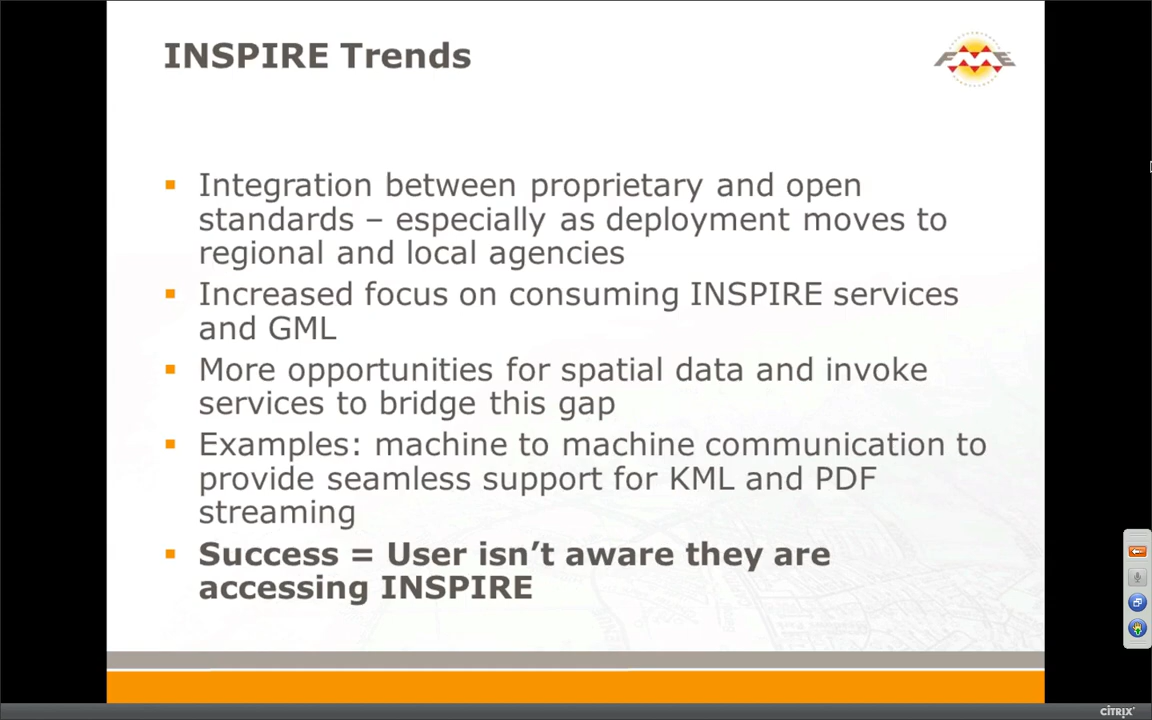 INSPIRE Trends
FME
Integration between proprietary and open
standards – especially as deployment moves to
regional and local agencies
Increased focus on consuming INSPIRE services
and GML
More opportunities for spatial data and invoke
services to bridge this gap
Examples: machine to machine communication to
provide seamless support for KML and PDF
streaming
Success = User isn't aware they are
accessing INSPIRE
CITRIX